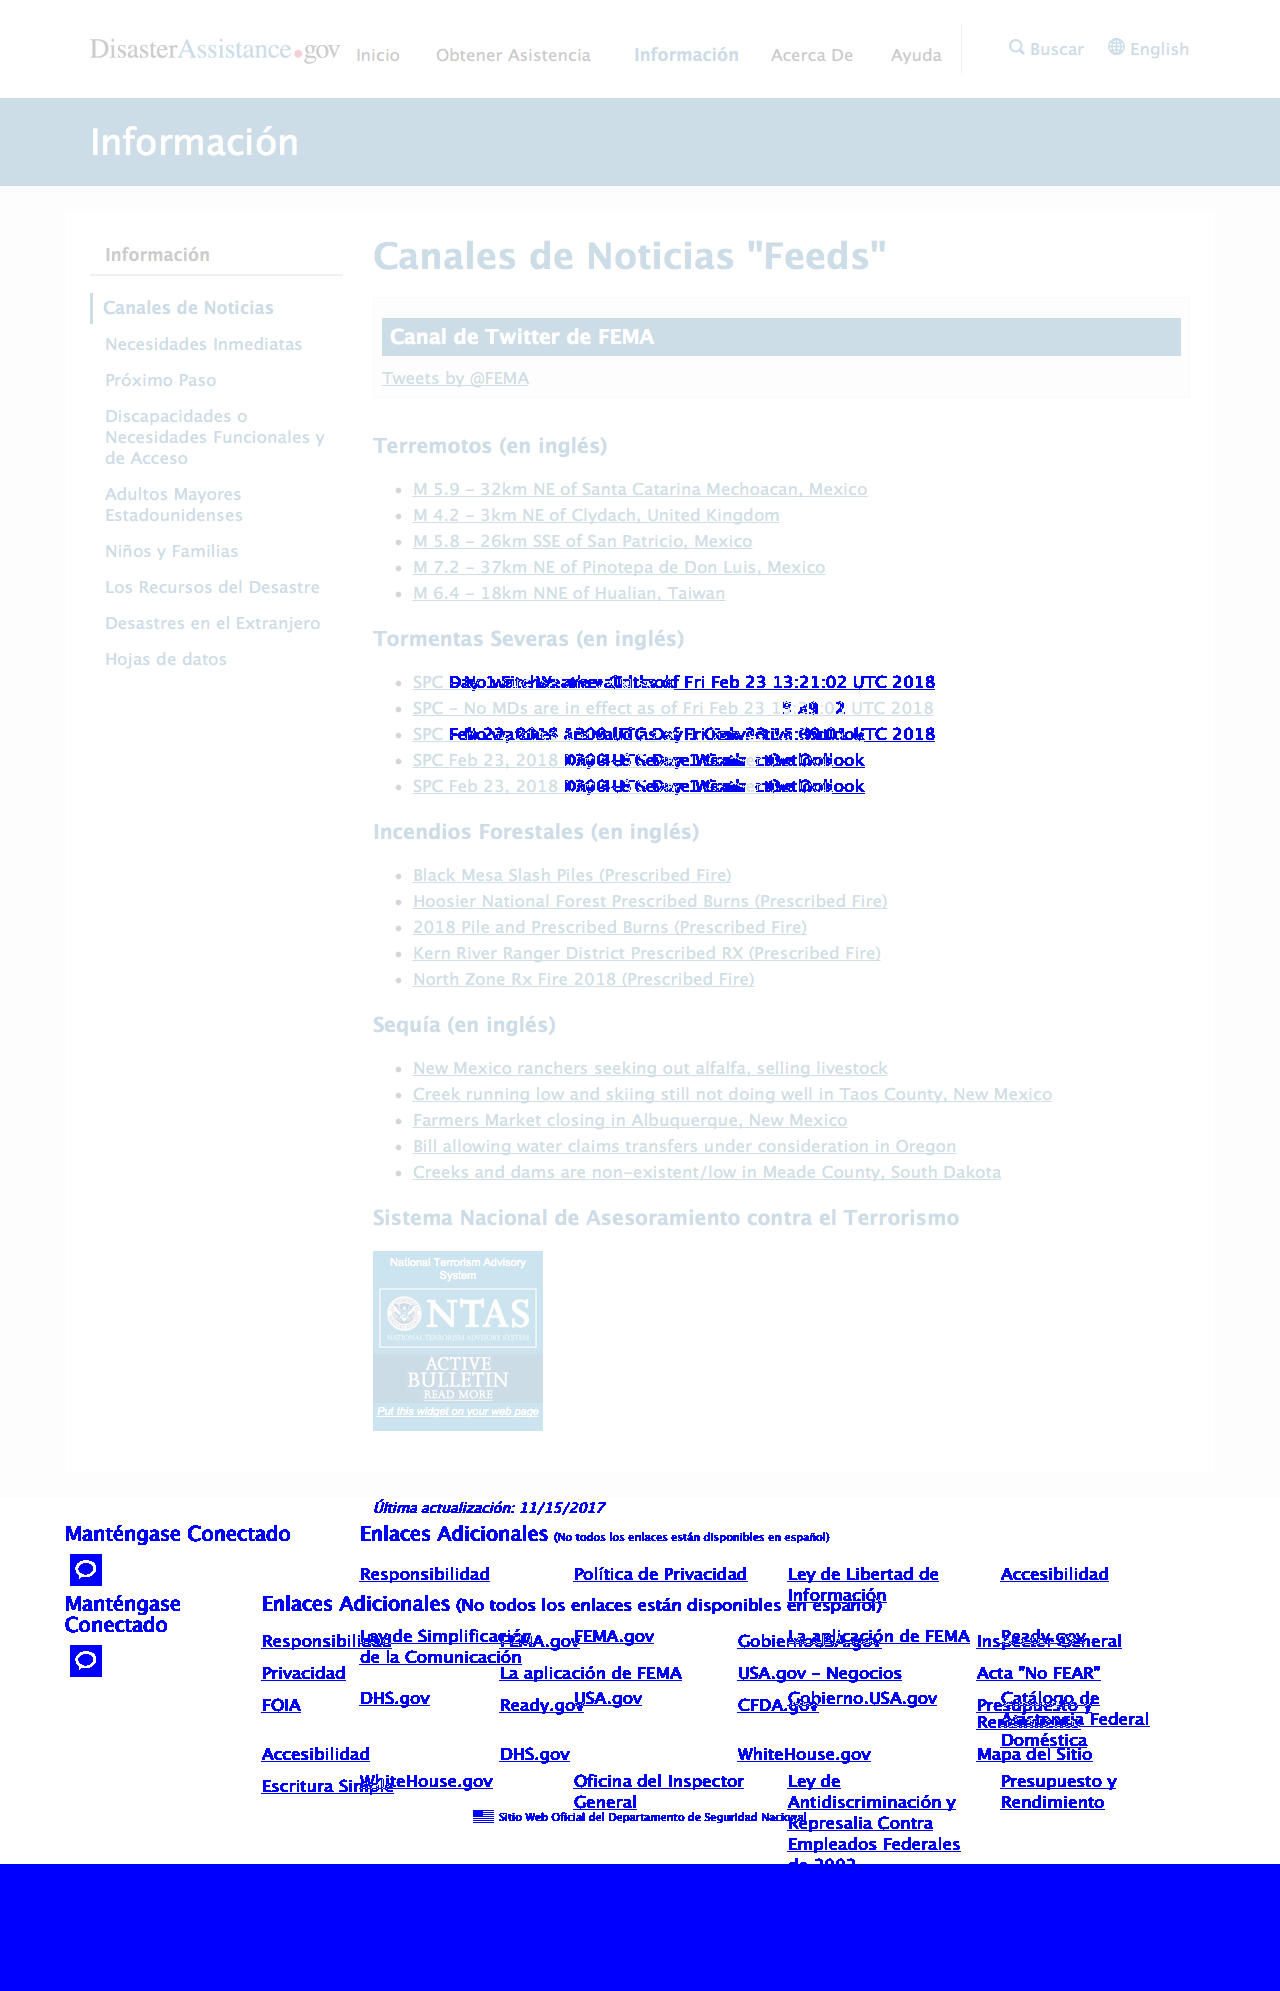 DisasterAssistance.gov Inicio Obtener Asistencia Información Acerca De Ayuda Buscar English
Información
Información
Canales de Noticias
Necesidades Inmediatas
Próximo Paso
Discapacidades o
Necesidades Funcionales y
de Acceso
Adultos Mayores
Estadounidenses
Niños y Familias
Los Recursos del Desastre
Desastres en el Extranjero
Hojas de datos
Canales de Noticias "Feeds"
Canal de Twitter de FEMA
Tweets by @FEMA
Terremotos (en inglés)
M 5.9 - 32km NE of Santa Catarina Mechoacan, Mexico
M 4.2 - 3km NE of Clydach, United Kingdom
M 5.8 - 26km SSE of San Patricio, Mexico
M 7.2 - 37km NE of Pinotepa de Don Luis, Mexico
M 6.4 - 18km NNE of Hualian, Taiwan
Tormentas Severas (en inglés)
SPC Fri Feb 23 13:21:02 UTC 2018
SPC - No MDs are in effect as of Fri Feb 23 UTC 2018
SPC UTC 2018
SPC Feb 23, 2018 Outlook
SPC Feb 23, 2018 Outlook
Incendios Forestales (en inglés)
Black Mesa Slash Piles (Prescribed Fire)
Hoosier National Forest Prescribed Burns (Prescribed Fire)
2018 Pile and Prescribed Burns (Prescribed Fire)
Kern River Ranger District Prescribed RX (Prescribed Fire)
North Zone Rx Fire 2018 (Prescribed Fire)
Sequía (en inglés)
New Mexico ranchers seeking out alfalfa, selling livestock
Creek running low and skiing still not doing well in Taos County, New Mexico
Farmers Market closing in Albuquerque, New Mexico
Bill allowing water claims transfers under consideration in Oregon
Creeks and dams are non-existent/low in Meade County, South Dakota
Sistema Nacional de Asesoramiento contra el Terrorismo
National Terrorism Advisory
System
NTAS
NATIONAL TERRORISM ADVISORY SYSTEM
ACTIVE
BULLETIN
READ MORE
Put this widget on your web page
Última actualización: 11/15/2017
Manténgase Conectado Enlaces Adicionales (No todos los enlaces están disponibles en español)
Responsibilidad Política de Privacidad Ley de Libertad de Accesibilidad
Información
Manténgase
Conectado
Enlaces Adicionales (No todos los enlaces están disponibles en español)
Ley de Simplificación FEMA.gov La aplicación de FEMA Ready.gov
Responsibilidad FEMA.gov Gobierno Inspector General
de la Comunicación
Privacidad La aplicación de FEMA USA.gov - Negocios Acta "No FEAR"
DHS.gov USA.gov Gobierno.USA.gov Catálogo de
FOIA Ready.gov CFDA.gov Presupuesto y
Asistencia Federal
Rendimiento
Doméstica
Accesibilidad DHS.gov WhiteHouse.gov Mapa del Sitio
WhiteHouse.gov Oficina del Inspector Ley de Presupuesto y
Escritura Simple
General Antidiscriminación y Rendimiento
Sitio Web Oficial del Departamento de Seguridad Nacional
Represalia Contra
Empleados Federales
de 2002